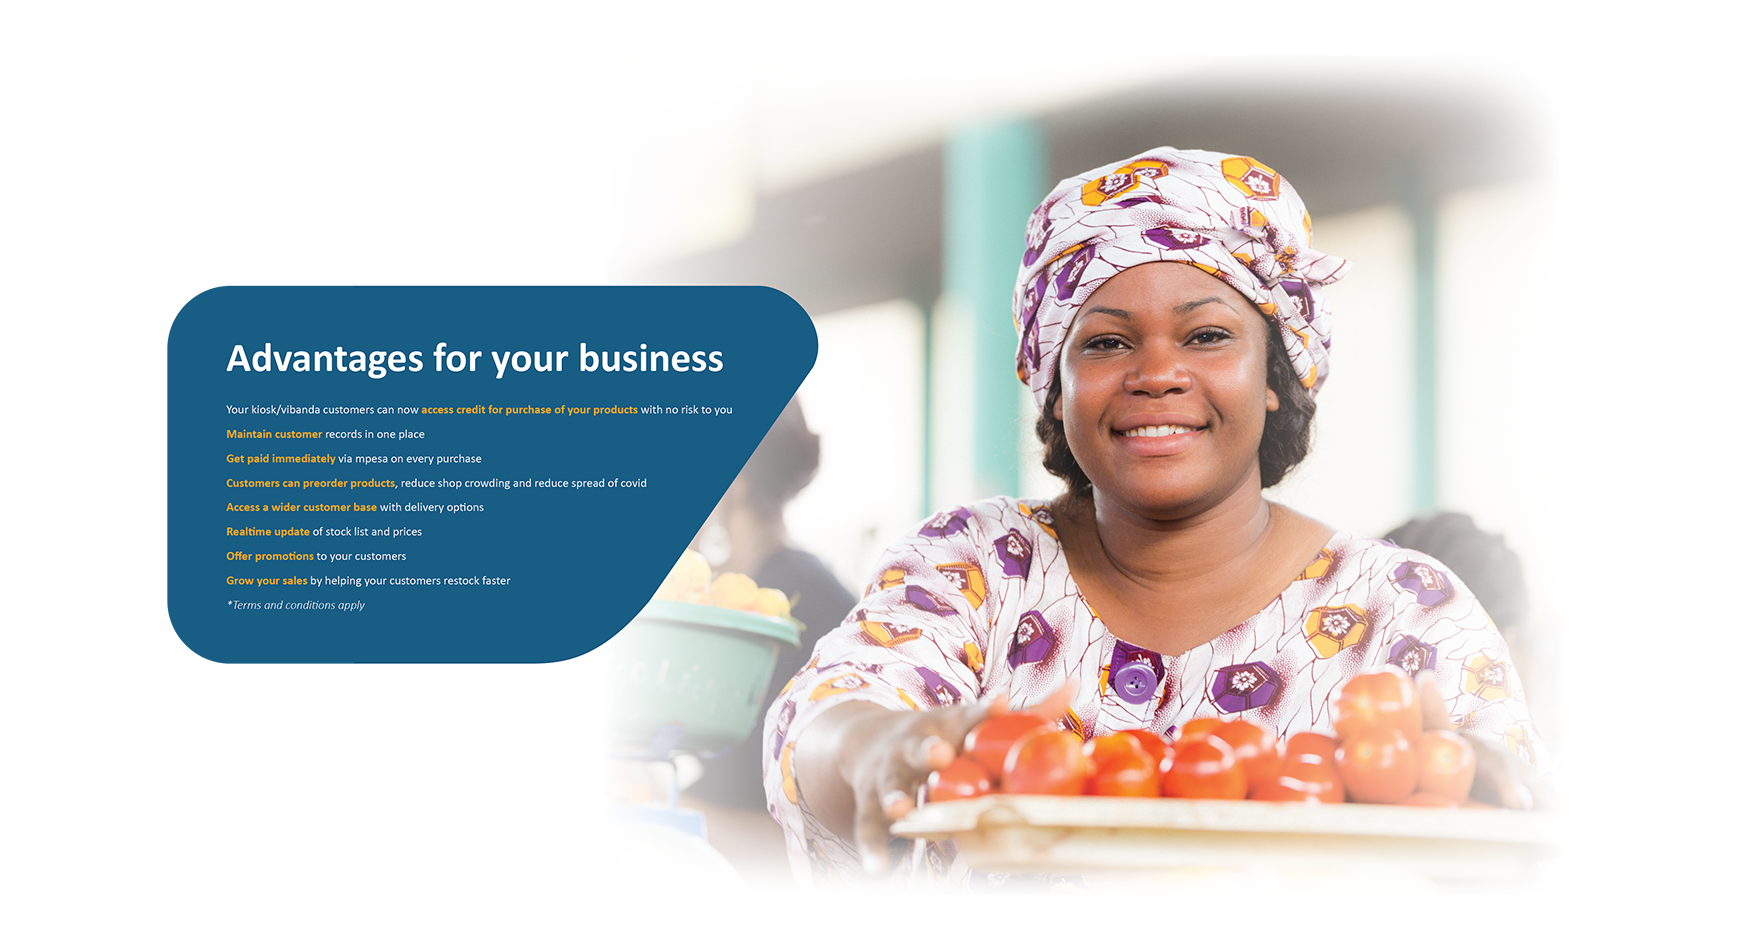 Advantages for your business
Your kiosk/vibanda customers can now access credit for purchase of your products with no risk to you
Maintain customer records in one place
Get paid immediately via mpesa on every purchase
Customers can preorder products, reduce shop crowding and reduce spread of covid
Access a wider customer base with delivery options
Realtime update of stock list and prices
Offer promotions to your customers
Grow your sales by helping your customers restock faster
*Terms and conditions apply